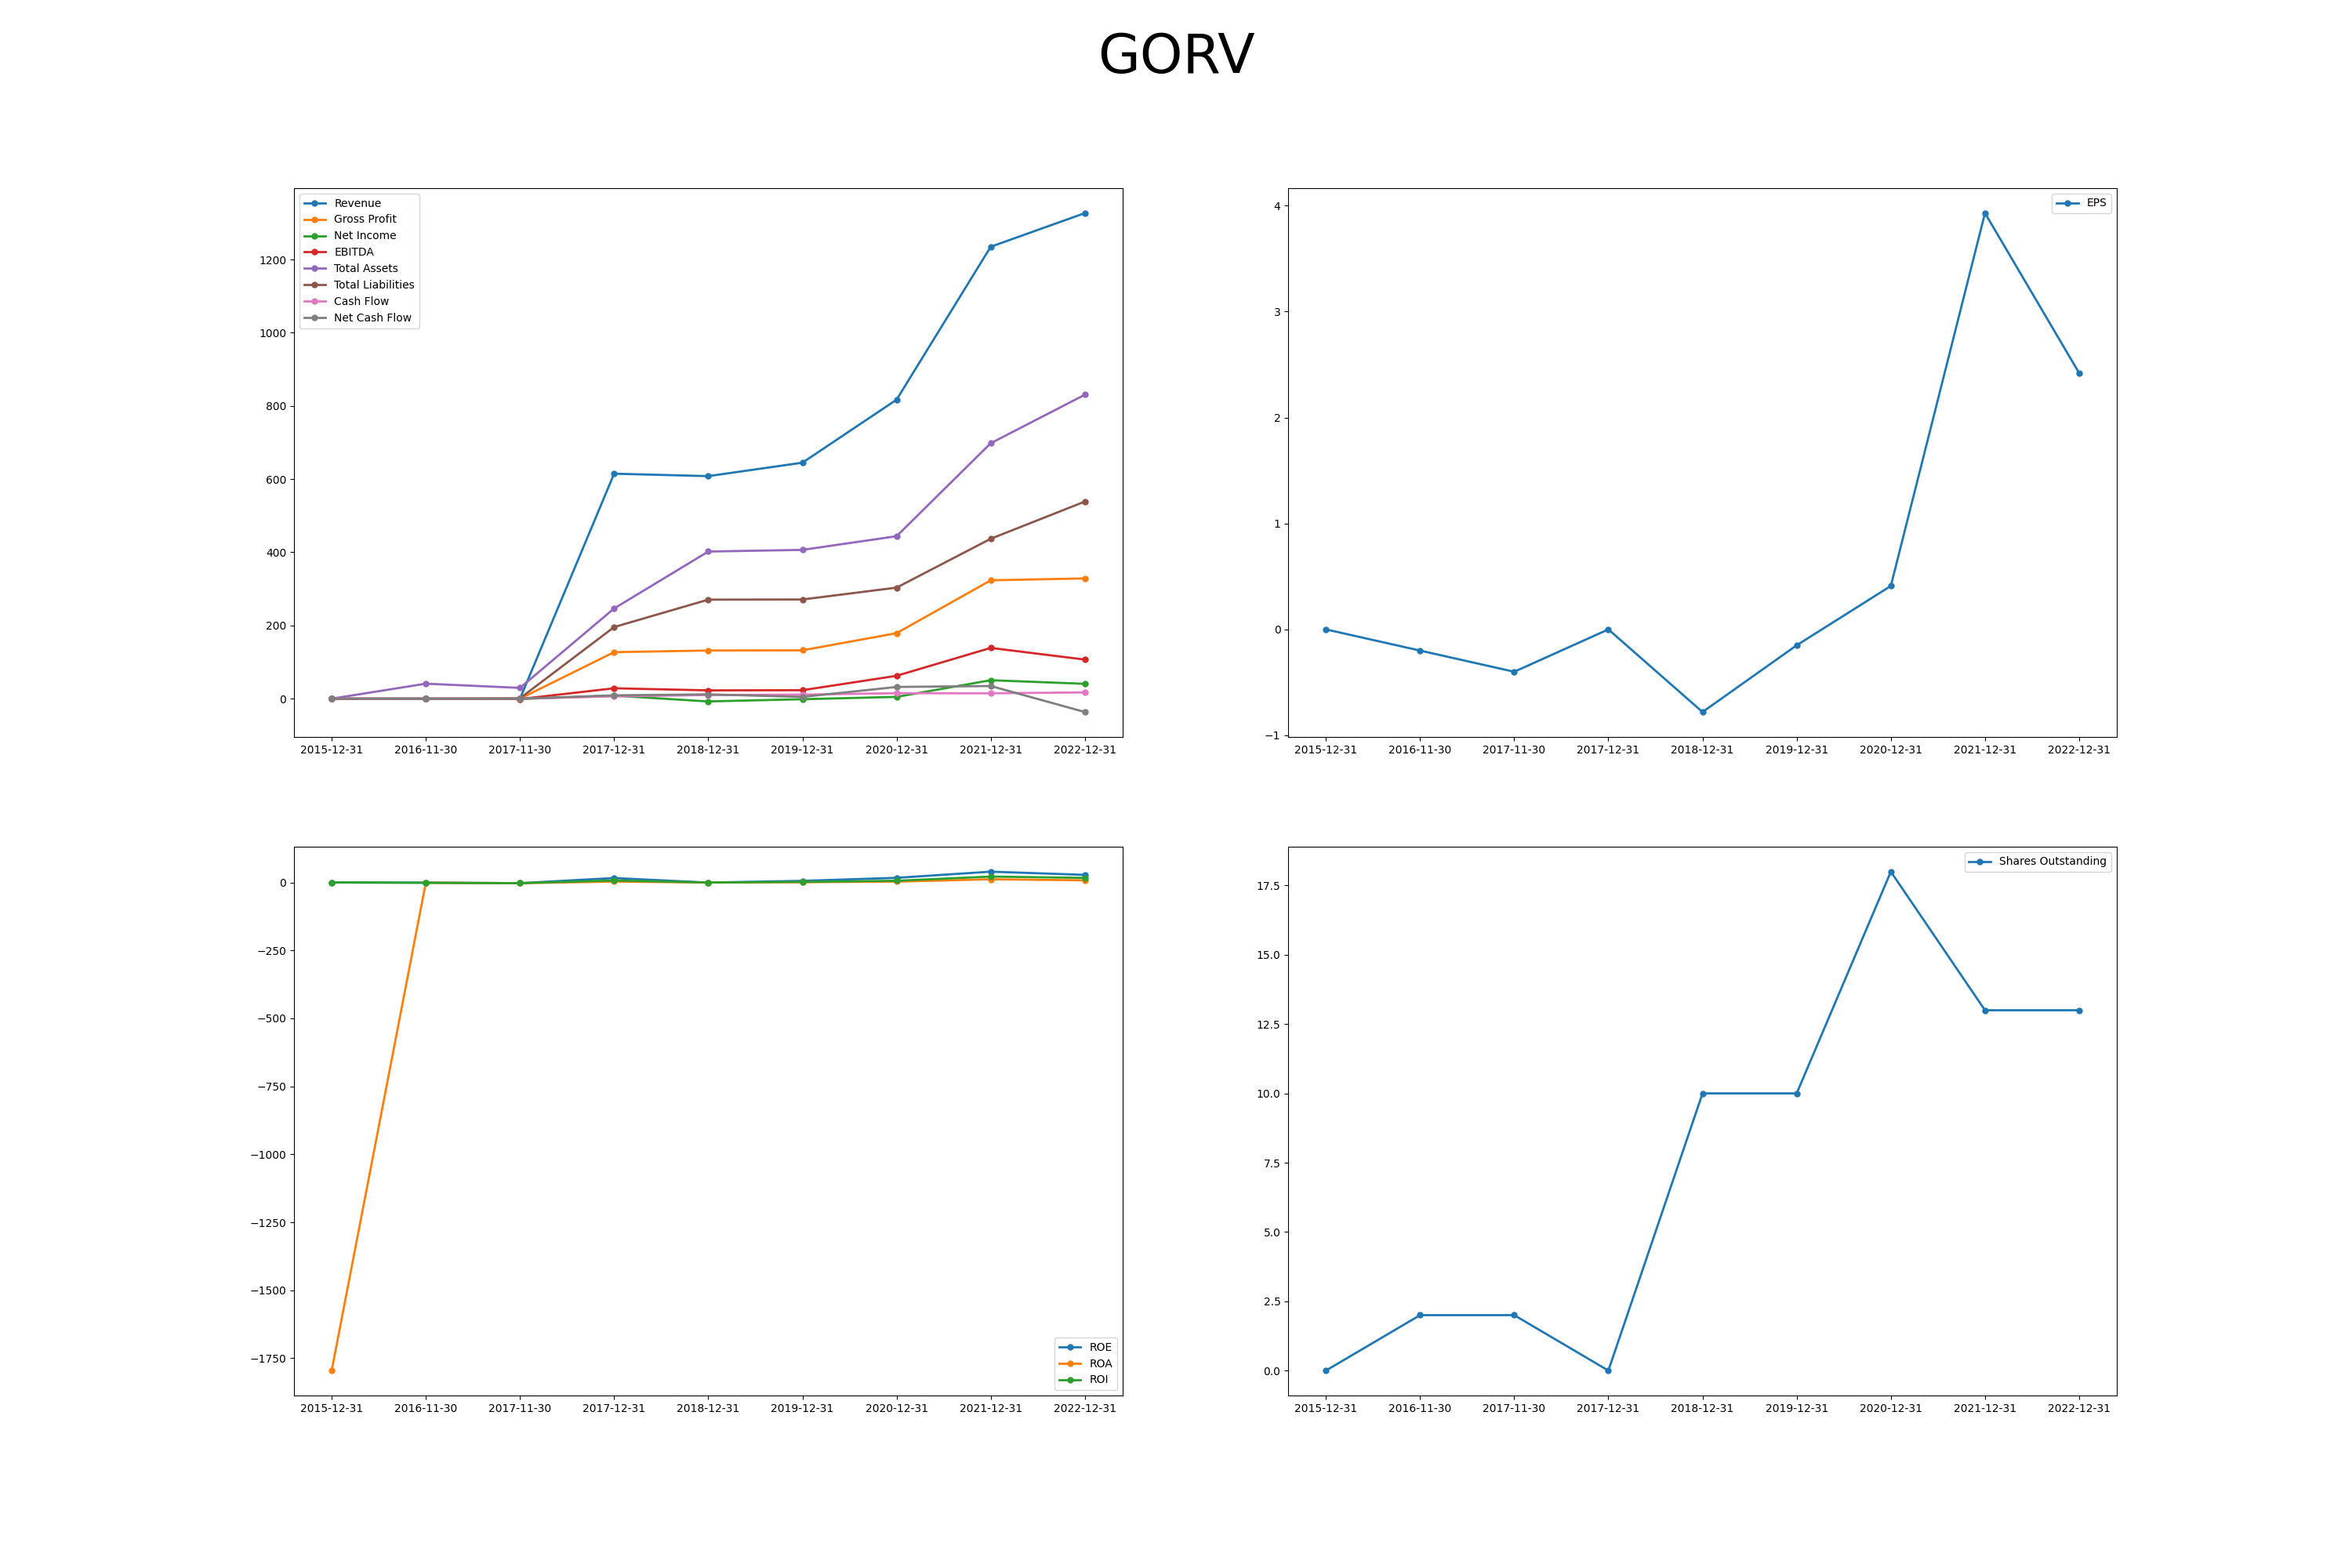 GORV
Revenue
Gross Profit
Net Income
EBITDA
Total Assets
Total Liabilities
Cash Flow
Net Cash Flow
1200
1000
800
600
400
200
0
2015-12-31 2016-11-30 2017-11-30 2017-12-31 2018-12-31 2019-12-31 2020-12-31 2021-12-31 2022-12-31
EPS
4
3
2
1
0
−1
2015-12-31 2016-11-30 2017-11-30 2017-12-31 2018-12-31 2019-12-31 2020-12-31 2021-12-31 2022-12-31
0
−250
−500
−750
−1000
−1250
−1500
−1750
ROE
ROA
ROI
2015-12-31 2016-11-30 2017-11-30 2017-12-31 2018-12-31 2019-12-31 2020-12-31 2021-12-31 2022-12-31
Shares Outstanding
17.5
15.0
12.5
10.0
7.5
5.0
2.5
0.0
2015-12-31 2016-11-30 2017-11-30 2017-12-31 2018-12-31 2019-12-31 2020-12-31 2021-12-31 2022-12-31